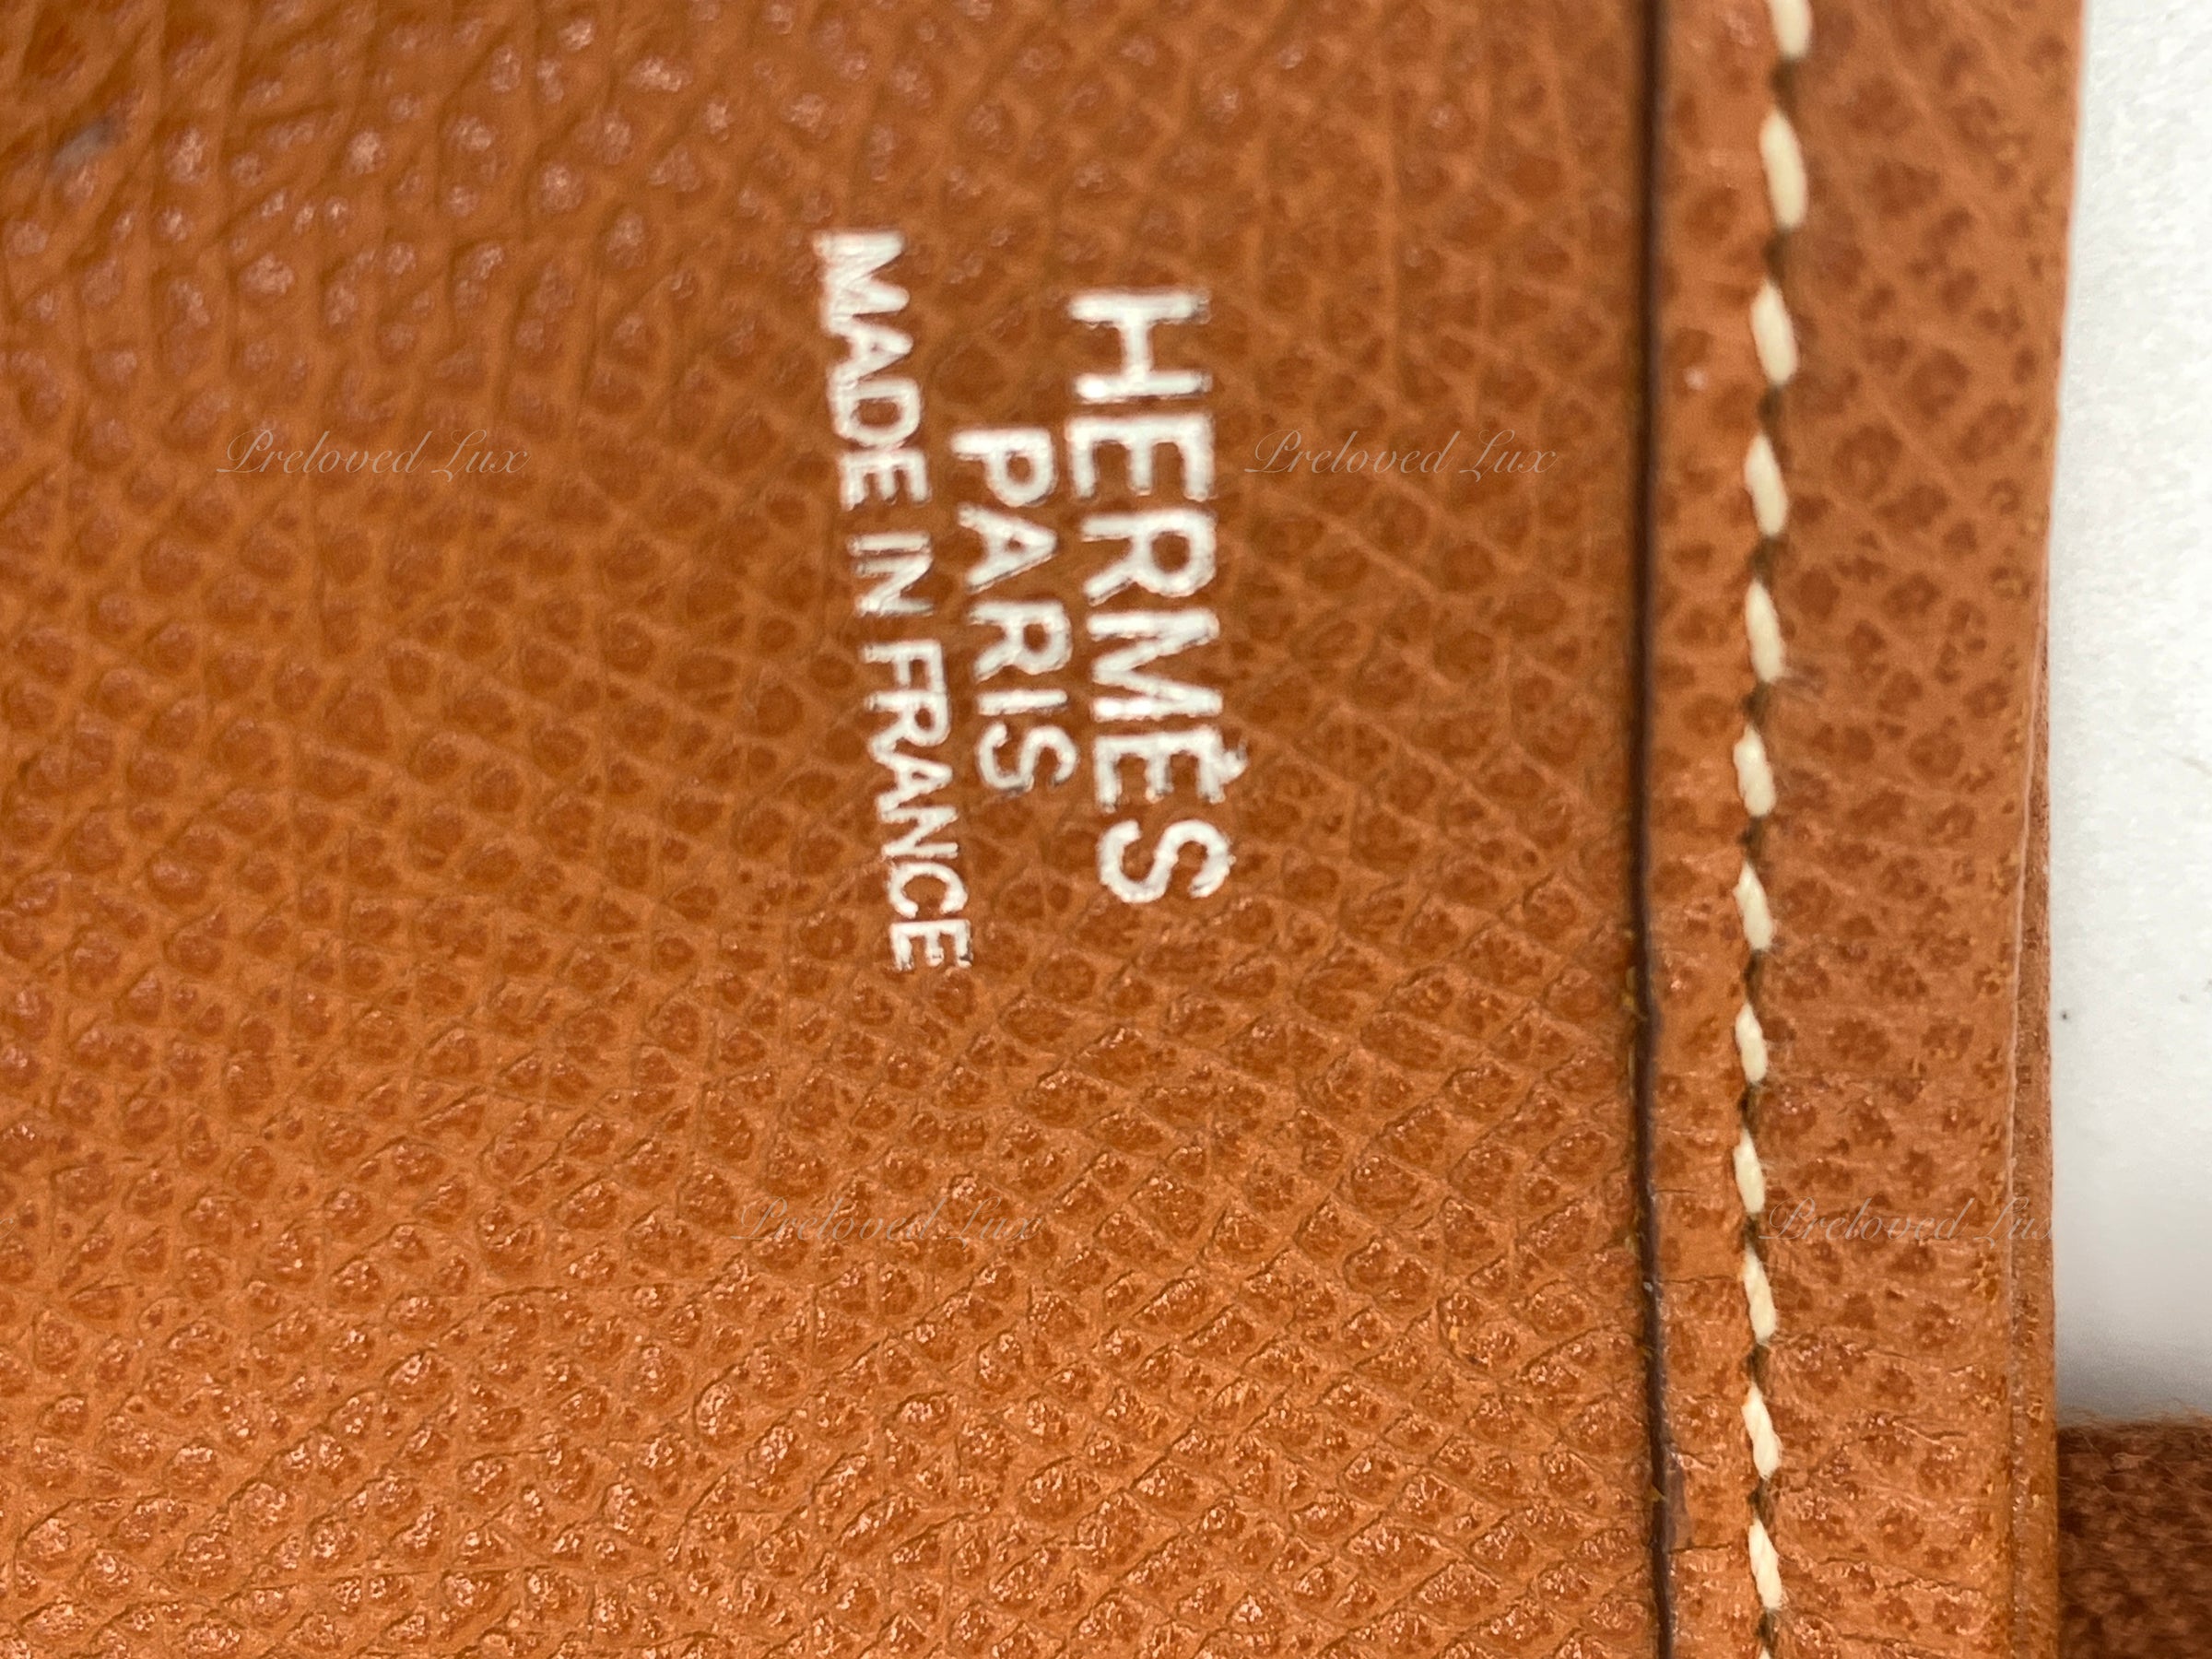 HERMÈS
PARIS
MADE IN FRANCE
Preloved Lux
Preloved Lux
Preloved Lux
Preloved Lux